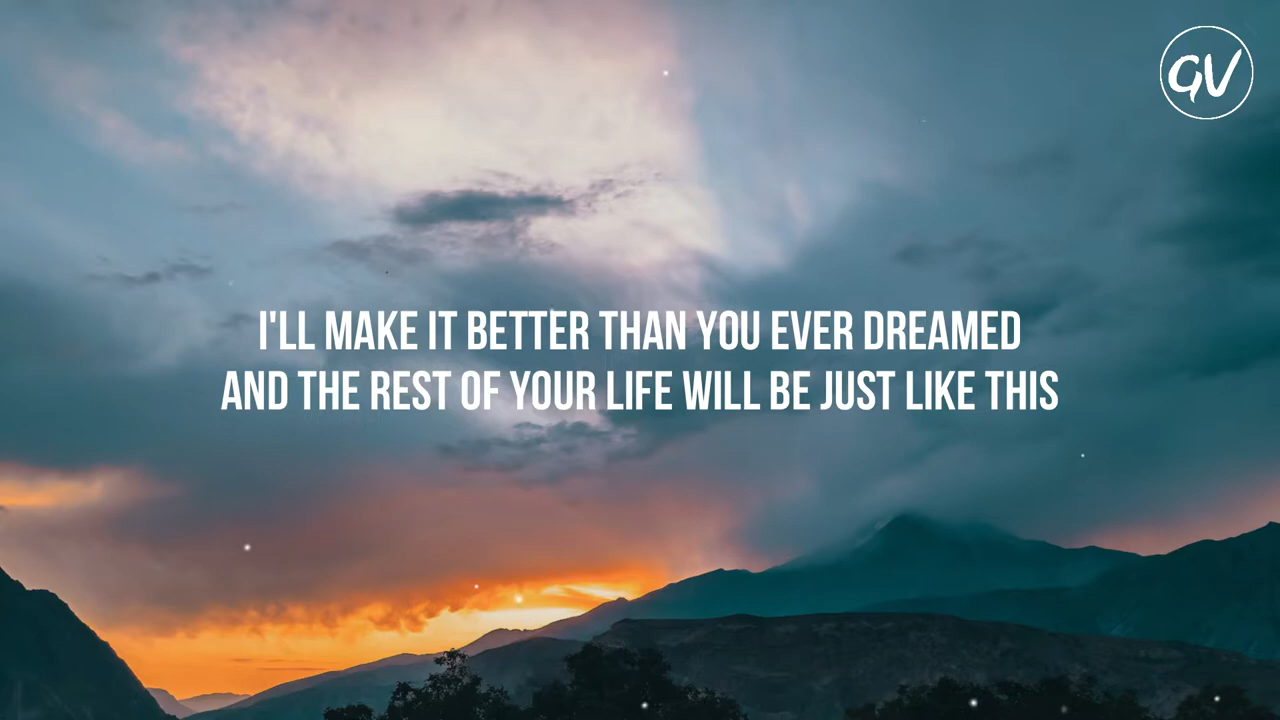 GV
I'LL MAKE IT BETTER THAN YOU EVER DREAMED
AND THE REST OF YOUR LIFE WILL BE JUST LIKE THIS